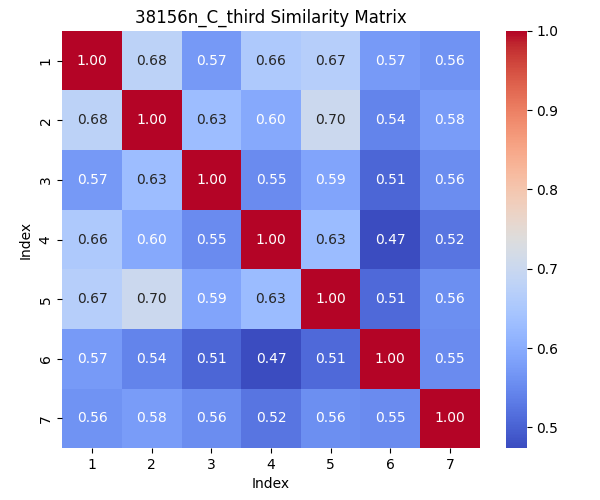 38156n_C_third Similarity Matrix
1 1.00 0.68 0.57 0.66 0.67 0.57 0.56
2 0.68 1.00 0.63 0.60 0.70 0.54 0.58
3 0.57 0.63 1.00 0.55 0.59 0.51 0.56
4 0.66 0.60 0.55 1.00 0.63 0.47 0.52
5 0.67 0.70 0.59 0.63 1.00 0.51 0.56
6 0.57 0.54 0.51 0.47 0.51 1.00 0.55
7 0.56 0.58 0.56 0.52 0.56 0.55 1.00
1 2 3 4 5 6 7
Index
Index
1.0
0.9
0.8
0.7
0.6
0.5